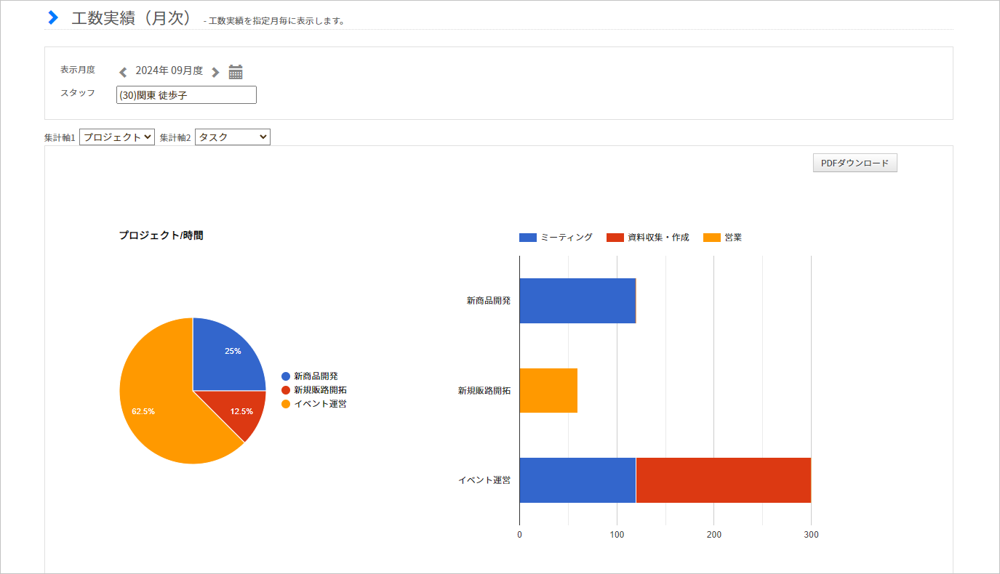 工数実績（月次） - 工数実績を指定月毎に表示します。
表示月度 2024年 09月度
スタッフ (30)関東 徒歩子
集計軸1 プロジェクト 集計軸2 タスク
PDFダウンロード
プロジェクト/時間
25%
12.5%
62.5%
新商品開発
新規販路開拓
イベント運営
ミーティング 資料収集・作成 営業
新商品開発
新規販路開拓
イベント運営
0 100 200 300